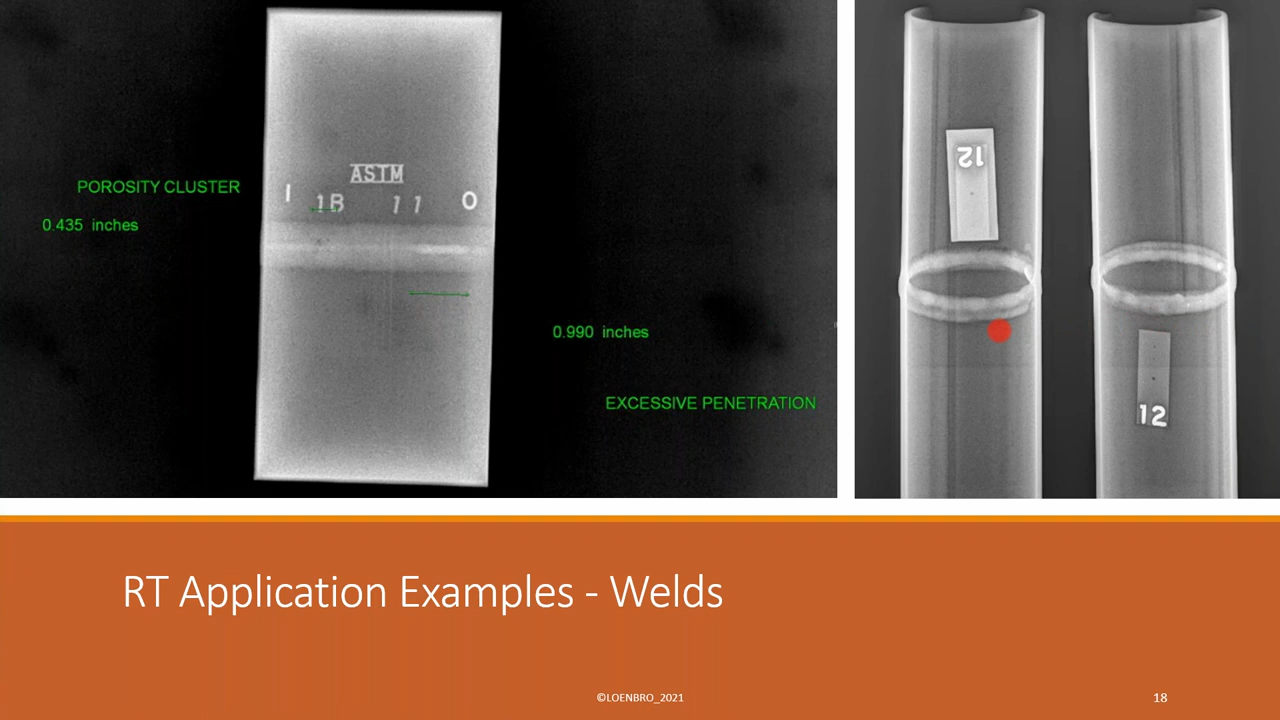 POROSITY CLUSTER
0.435 inches
ASTM
1 1B 11 0
0.990 inches
EXCESSIVE PENETRATION
12
12
RT Application Examples - Welds
©LOENBRO_2021
18